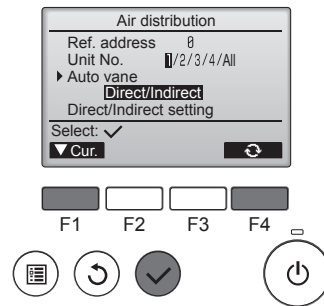 Air distribution
Ref. address 0
Unit No. 1/2/3/4/All
Auto vane
Direct/Indirect
Direct/Indirect setting
Select:
Cur.
F1 F2 F3 F4